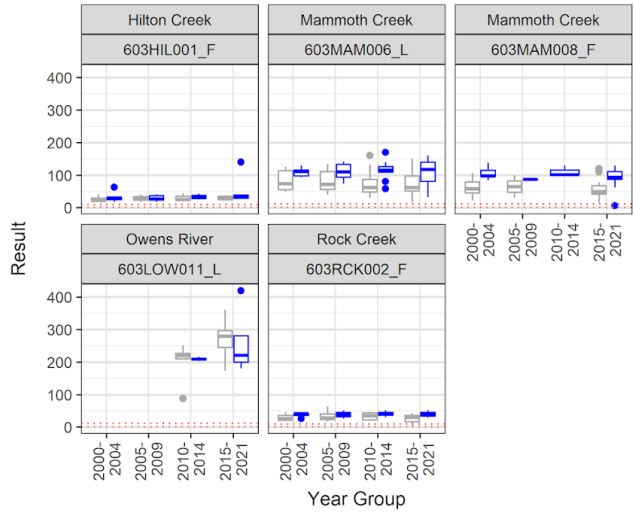 Hilton Creek
Mammoth Creek
Mammoth Creek
603HIL001_F
603MAM006_L
603MAM008_F
400
300
200
100
0
2000-
2004
2005-
2009
2010-
2014
2015-
2021
Owens River
Rock Creek
603LOW011_L
603RCK002_F
400
300
200
100
0
2000-
2004
2005-
2009
2010-
2014
2015-
2021
2000-
2004
2005-
2009
2010-
2014
2015-
2021
Result
Year Group